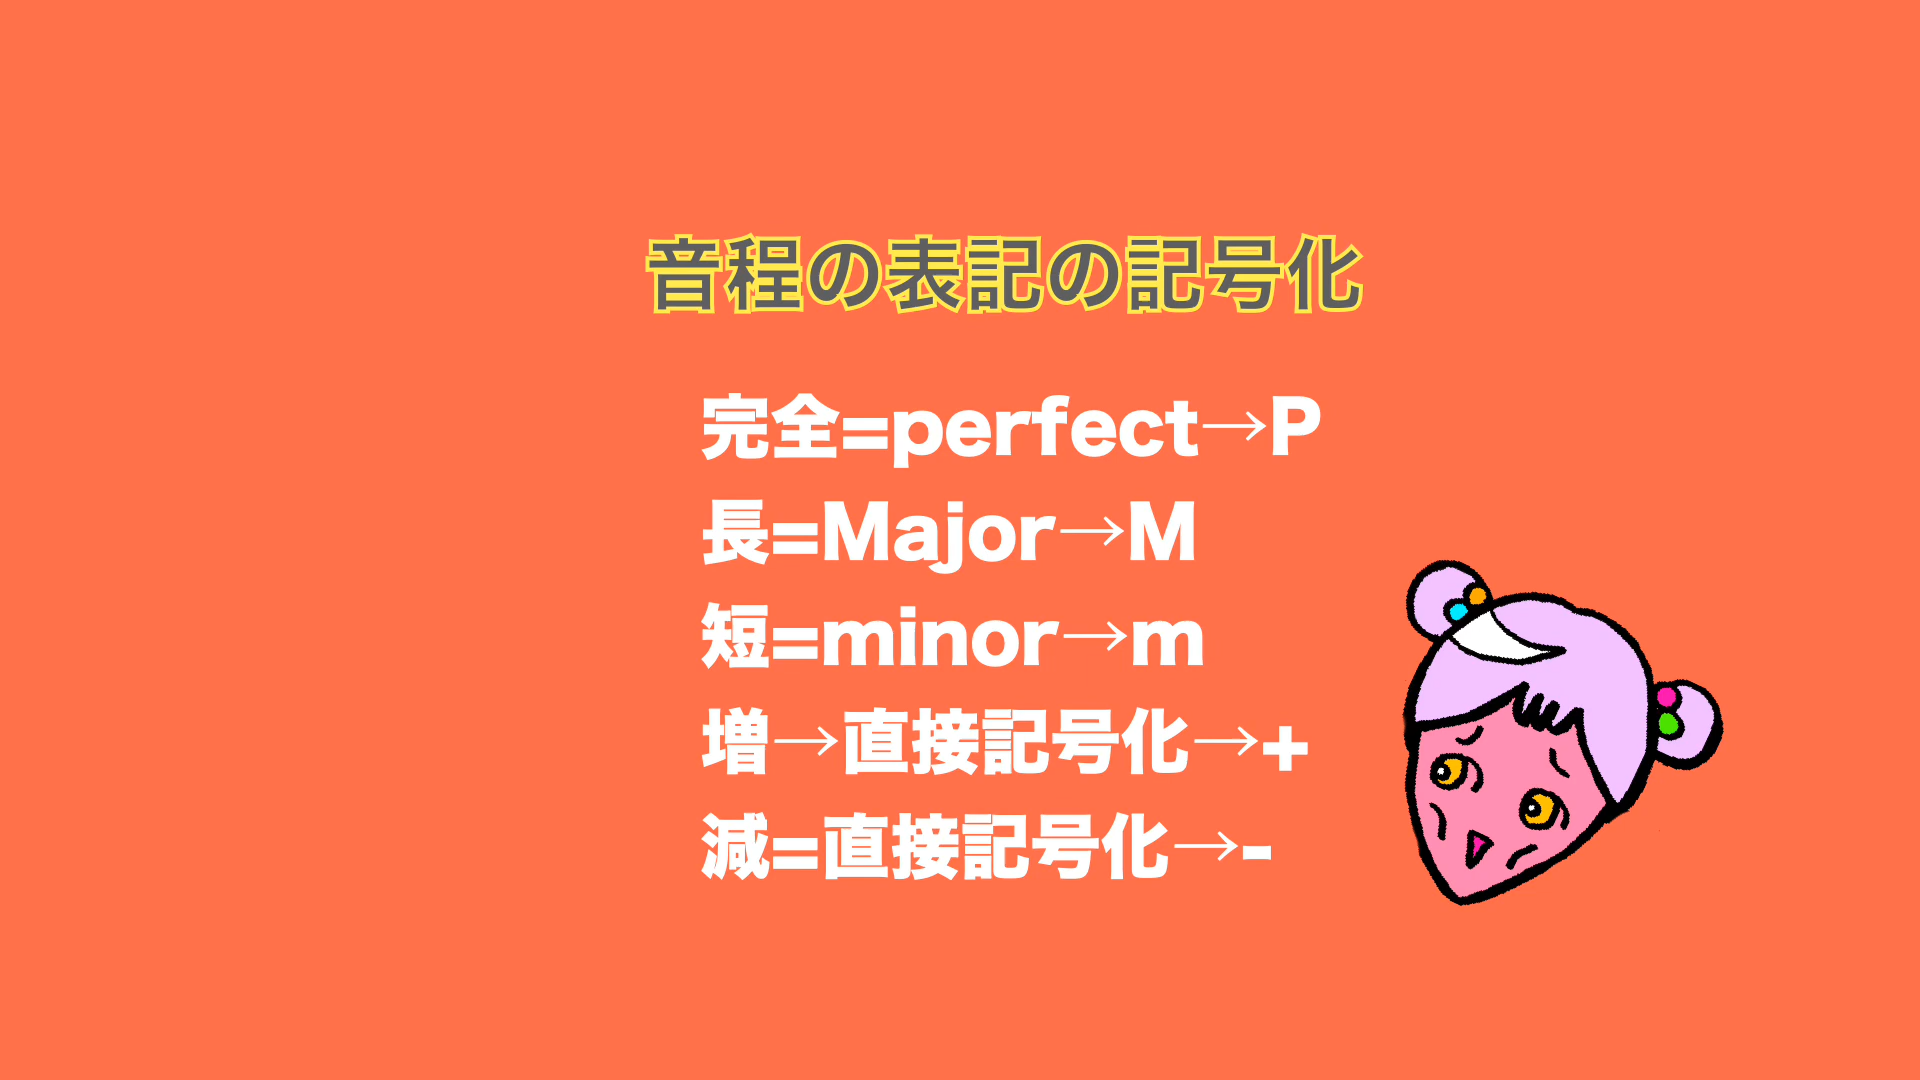 音程の表記の記号化
完全=perfect→P
長=Major→M
短=minor→m
増→直接記号化→+
減=直接記号化→-